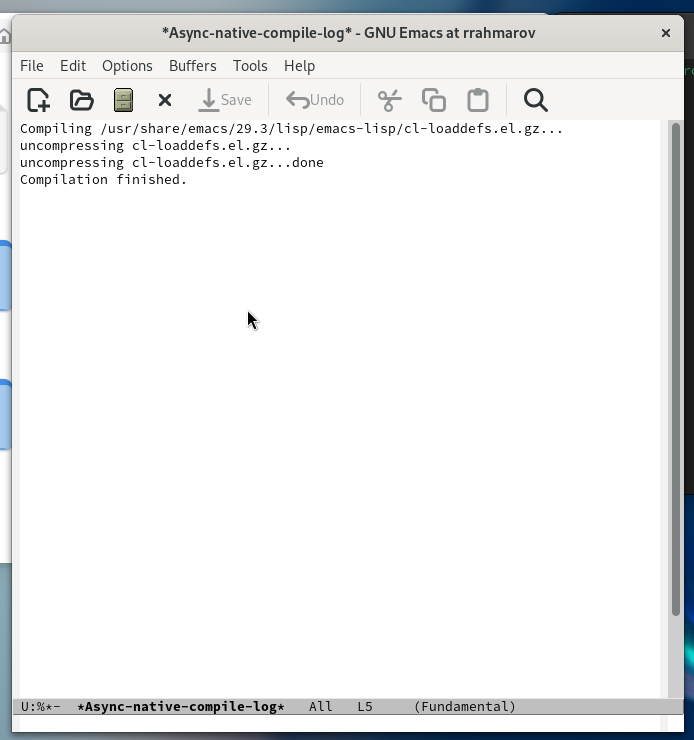 *Async-native-compile-log* - GNU Emacs at rrahmarov
File Edit Options Buffers Tools Help
Save Undo
Compiling /usr/share/emacs/29.3/lisp/emacs-lisp/cl-loaddefs.el.gz...
uncompressing cl-loaddefs.el.gz...
uncompressing cl-loaddefs.el.gz...done
Compilation finished.
U:%*- *Async-native-compile-log* All L5 (Fundamental)